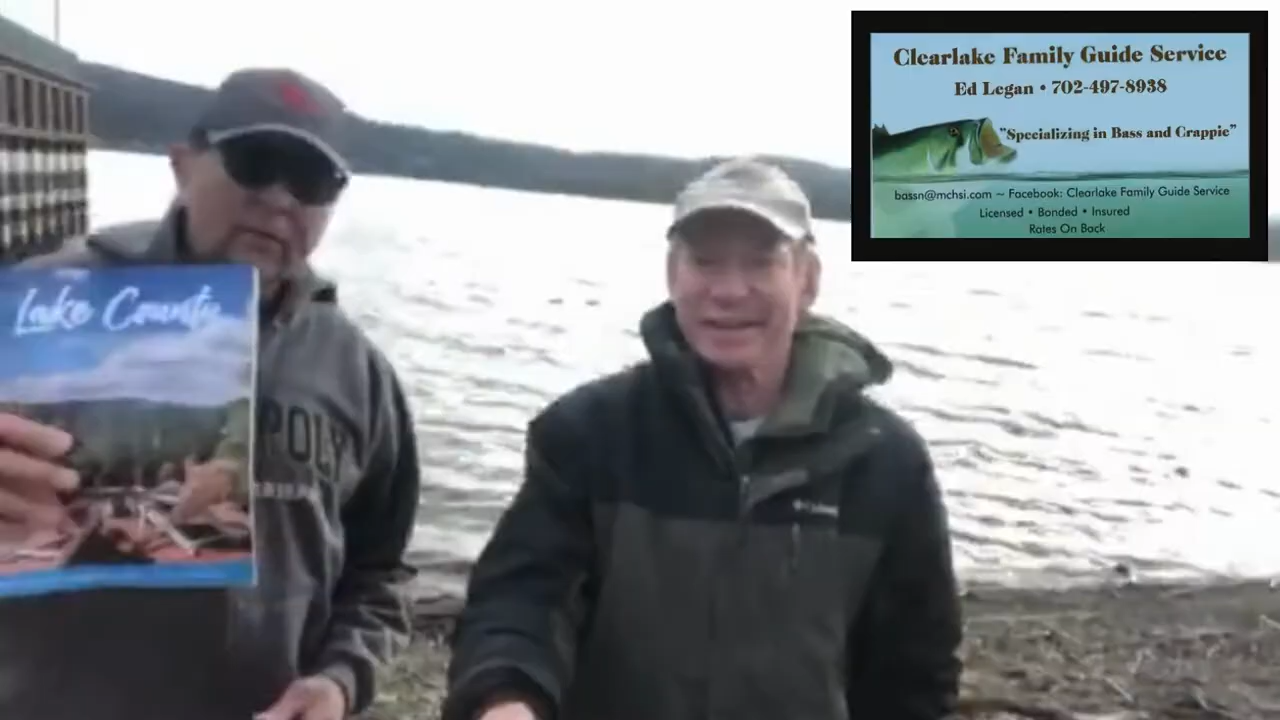 Clearlake Family Guide Service
Ed Legan • 702-497-8938
"Specializing in Bass and Crappie"
bassn@mchsi.com ~ Facebook: Clearlake Family Guide Service
Licensed • Bonded • Insured
Rates On Back
Lake County
POLY
Columbia